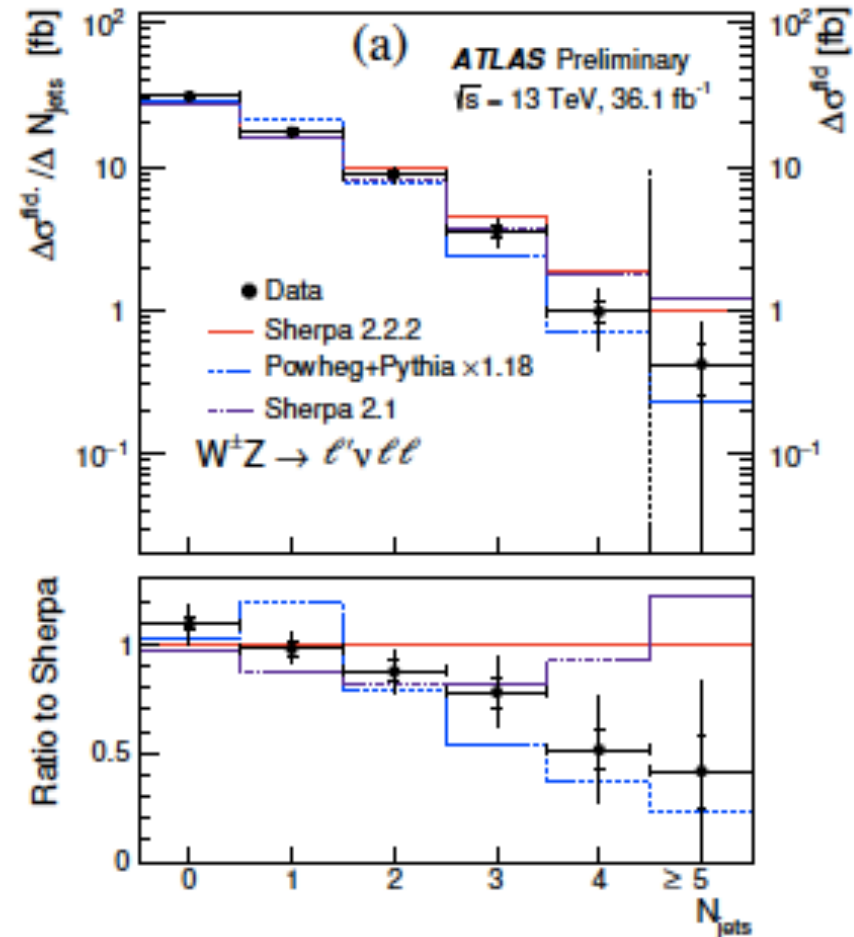 (a)
ATLAS Preliminary
√s = 13 TeV, 36.1 fb⁻¹
Δσ^fid. / Δ N_jets [fb]
Δσ^fid [fb]
10²
10
1
10⁻¹
10²
10
1
10⁻¹
Data
Sherpa 2.2.2
Powheg+Pythia ×1.18
Sherpa 2.1
W^±Z → ℓ'ν ℓℓ
Ratio to Sherpa
1
0.5
0
0 1 2 3 4 ≥ 5
N_jets